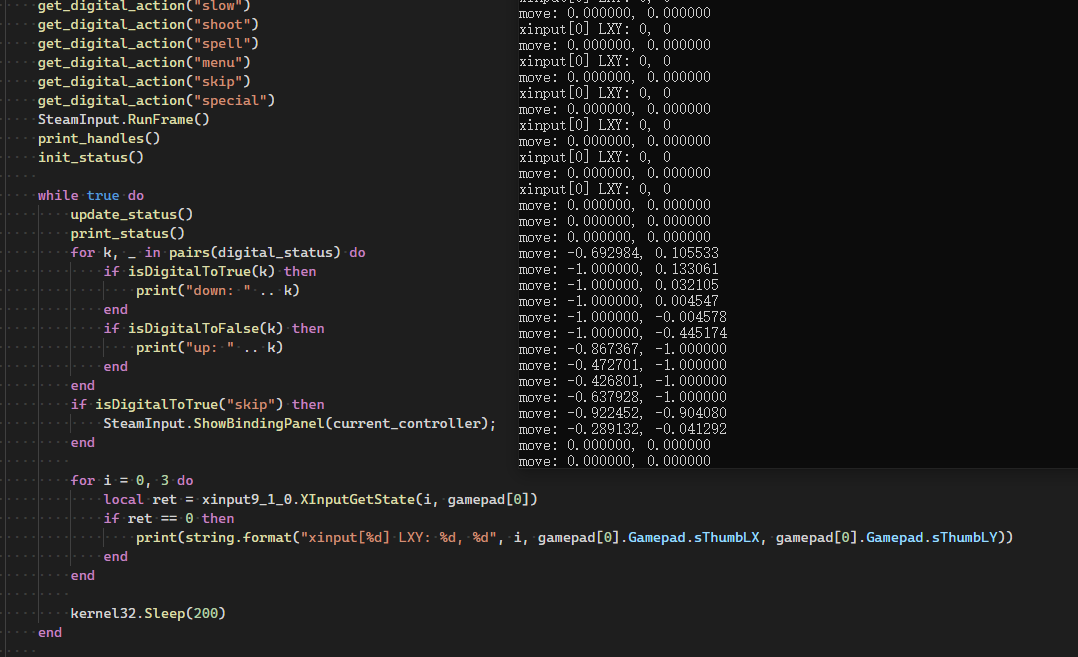 get_digital_action("slow")
get_digital_action("shoot")
get_digital_action("spell")
get_digital_action("menu")
get_digital_action("skip")
get_digital_action("special")
SteamInput.RunFrame()
print_handles()
init_status()
while true do
update_status()
print_status()
for k, _ in pairs(digital_status) do
if isDigitalToTrue(k) then
print("down: " .. k)
end
if isDigitalToFalse(k) then
print("up: " .. k)
end
end
if isDigitalToTrue("skip") then
SteamInput.ShowBindingPanel(current_controller);
end
for i = 0, 3 do
local ret = xinput9_1_0.XInputGetState(i, gamepad[0])
if ret == 0 then
print(string.format("xinput[%d] LXY: %d, %d", i, gamepad[0].Gamepad.sThumbLX, gamepad[0].Gamepad.sThumbLY))
end
end
kernel32.Sleep(200)
end
xinput[0] LXY: 0, 0
move: 0.000000, 0.000000
xinput[0] LXY: 0, 0
move: 0.000000, 0.000000
xinput[0] LXY: 0, 0
move: 0.000000, 0.000000
xinput[0] LXY: 0, 0
move: 0.000000, 0.000000
xinput[0] LXY: 0, 0
move: 0.000000, 0.000000
xinput[0] LXY: 0, 0
move: 0.000000, 0.000000
xinput[0] LXY: 0, 0
move: 0.000000, 0.000000
move: 0.000000, 0.000000
move: 0.000000, 0.000000
move: -0.692984, 0.105533
move: -1.000000, 0.133061
move: -1.000000, 0.032105
move: -1.000000, 0.004547
move: -1.000000, -0.004578
move: -1.000000, -0.445174
move: -0.867367, -1.000000
move: -0.472701, -1.000000
move: -0.426801, -1.000000
move: -0.637928, -1.000000
move: -0.922452, -0.904080
move: -0.289132, -0.041292
move: 0.000000, 0.000000
move: 0.000000, 0.000000